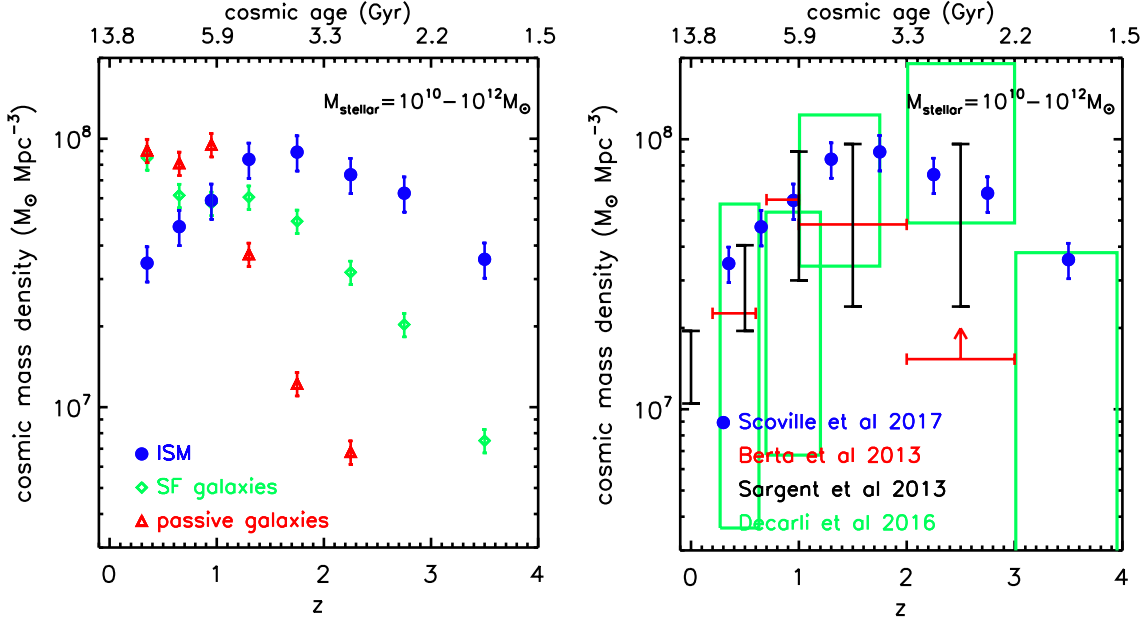 cosmic age (Gyr)
13.8 5.9 3.3 2.2 1.5
M_stellar=10^10−10^12M_⊙
cosmic mass density (M_⊙ Mpc^-3)
10^8
10^7
ISM
SF galaxies
passive galaxies
0 1 2 3 4
z
cosmic age (Gyr)
13.8 5.9 3.3 2.2 1.5
M_stellar=10^10−10^12M_⊙
cosmic mass density (M_⊙ Mpc^-3)
10^8
10^7
Scoville et al 2017
Berta et al 2013
Sargent et al 2013
Decarli et al 2016
0 1 2 3 4
z